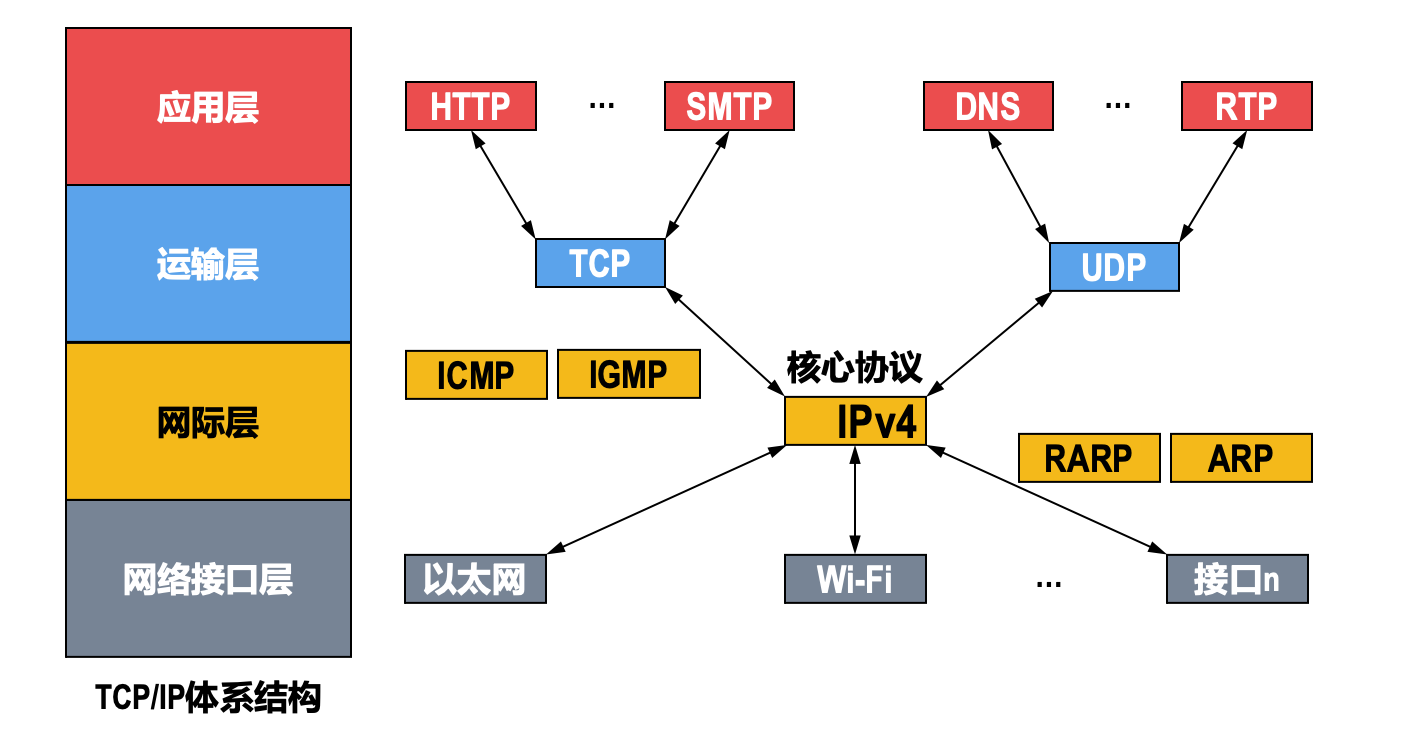 应用层
HTTP
...
SMTP
DNS
...
RTP
运输层
TCP
UDP
网际层
ICMP
IGMP
核心协议
IPv4
RARP
ARP
网络接口层
以太网
Wi-Fi
...
接口n
TCP/IP体系结构